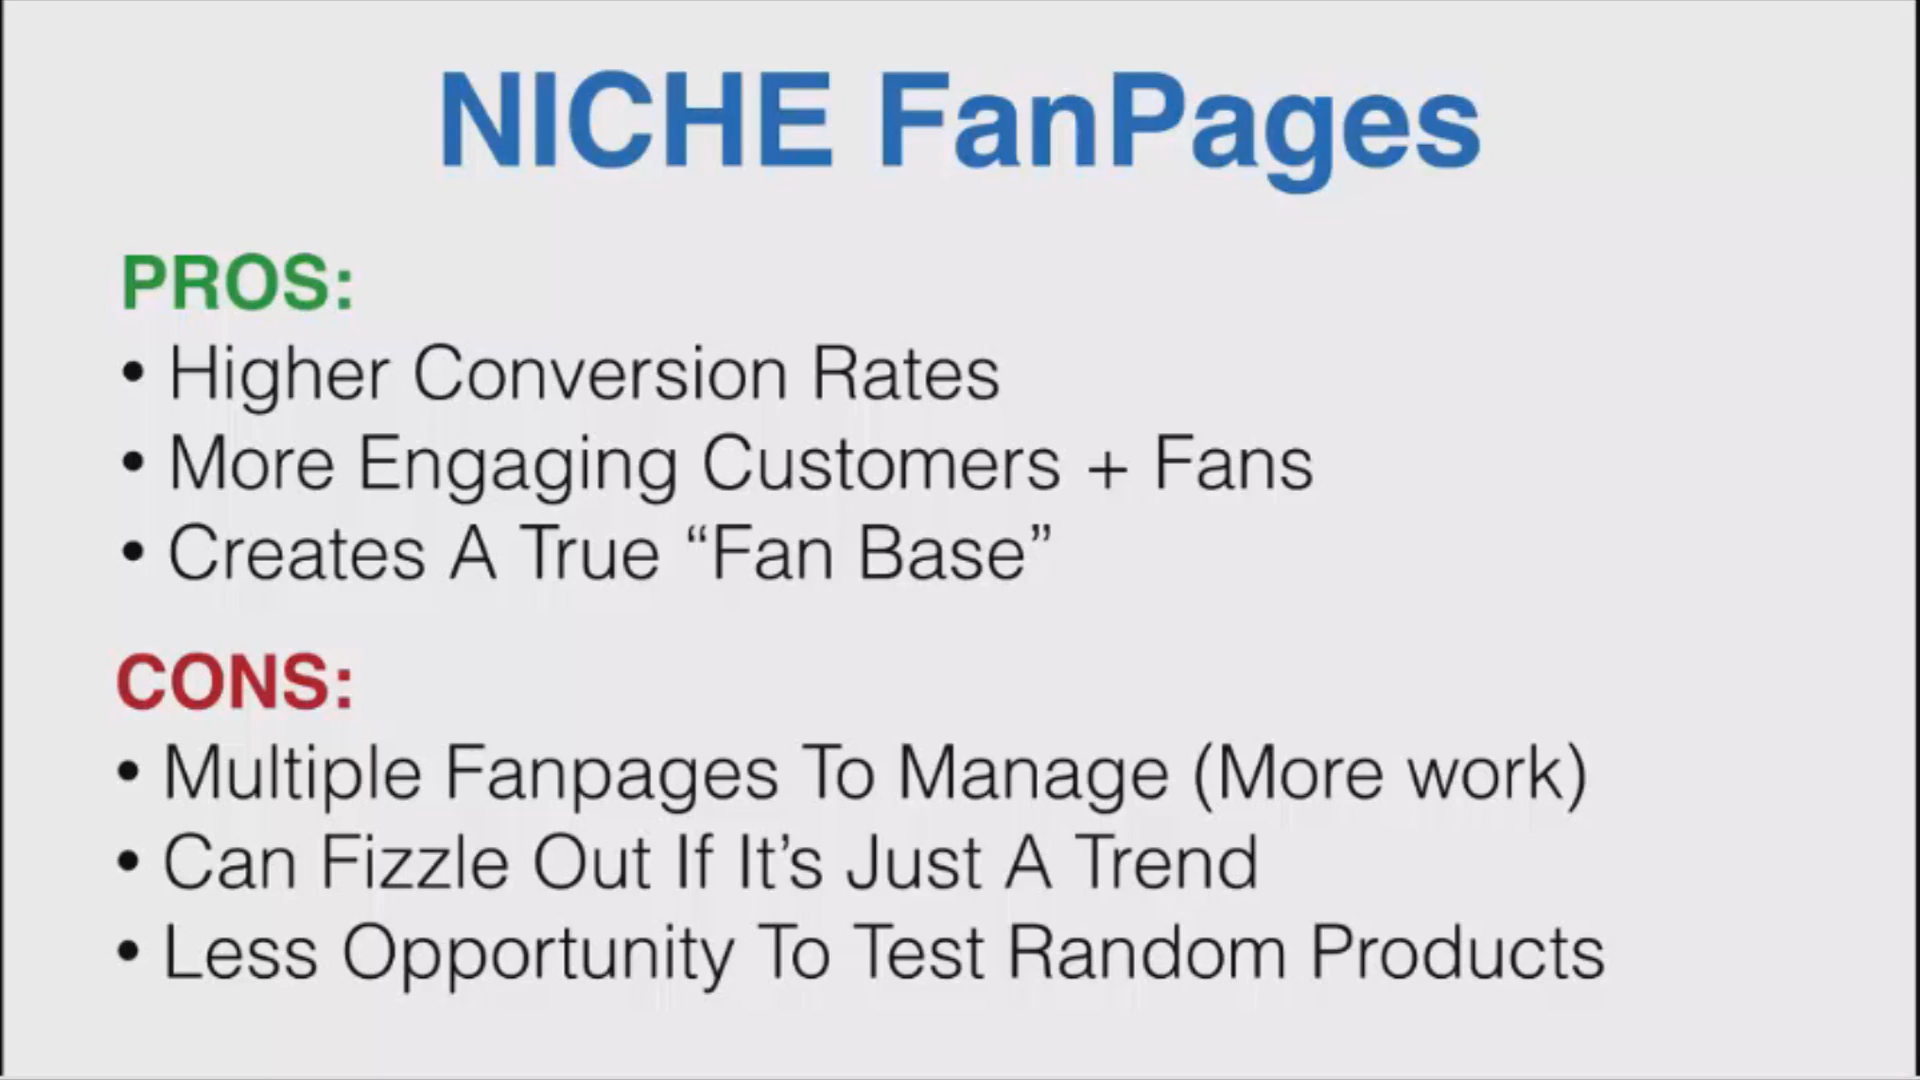 NICHE FanPages
PROS:
• Higher Conversion Rates
• More Engaging Customers + Fans
• Creates A True “Fan Base”
CONS:
• Multiple Fanpages To Manage (More work)
• Can Fizzle Out If It’s Just A Trend
• Less Opportunity To Test Random Products